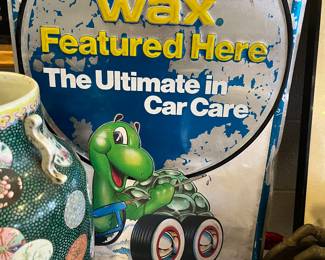 wax
Featured Here
The Ultimate in
Car Care